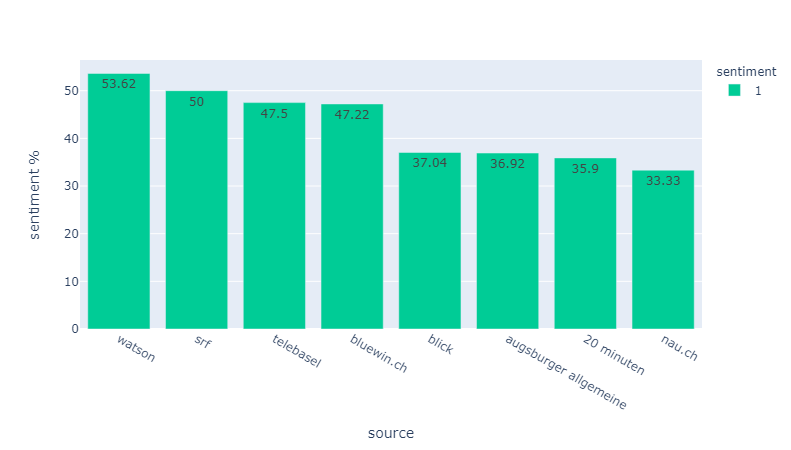 sentiment
1
sentiment %
50
40
30
20
10
0
53.62
50
47.5
47.22
37.04
36.92
35.9
33.33
watson
srf
telebasel
bluewin.ch
blick
augsburger allgemeine
20 minuten
nau.ch
source